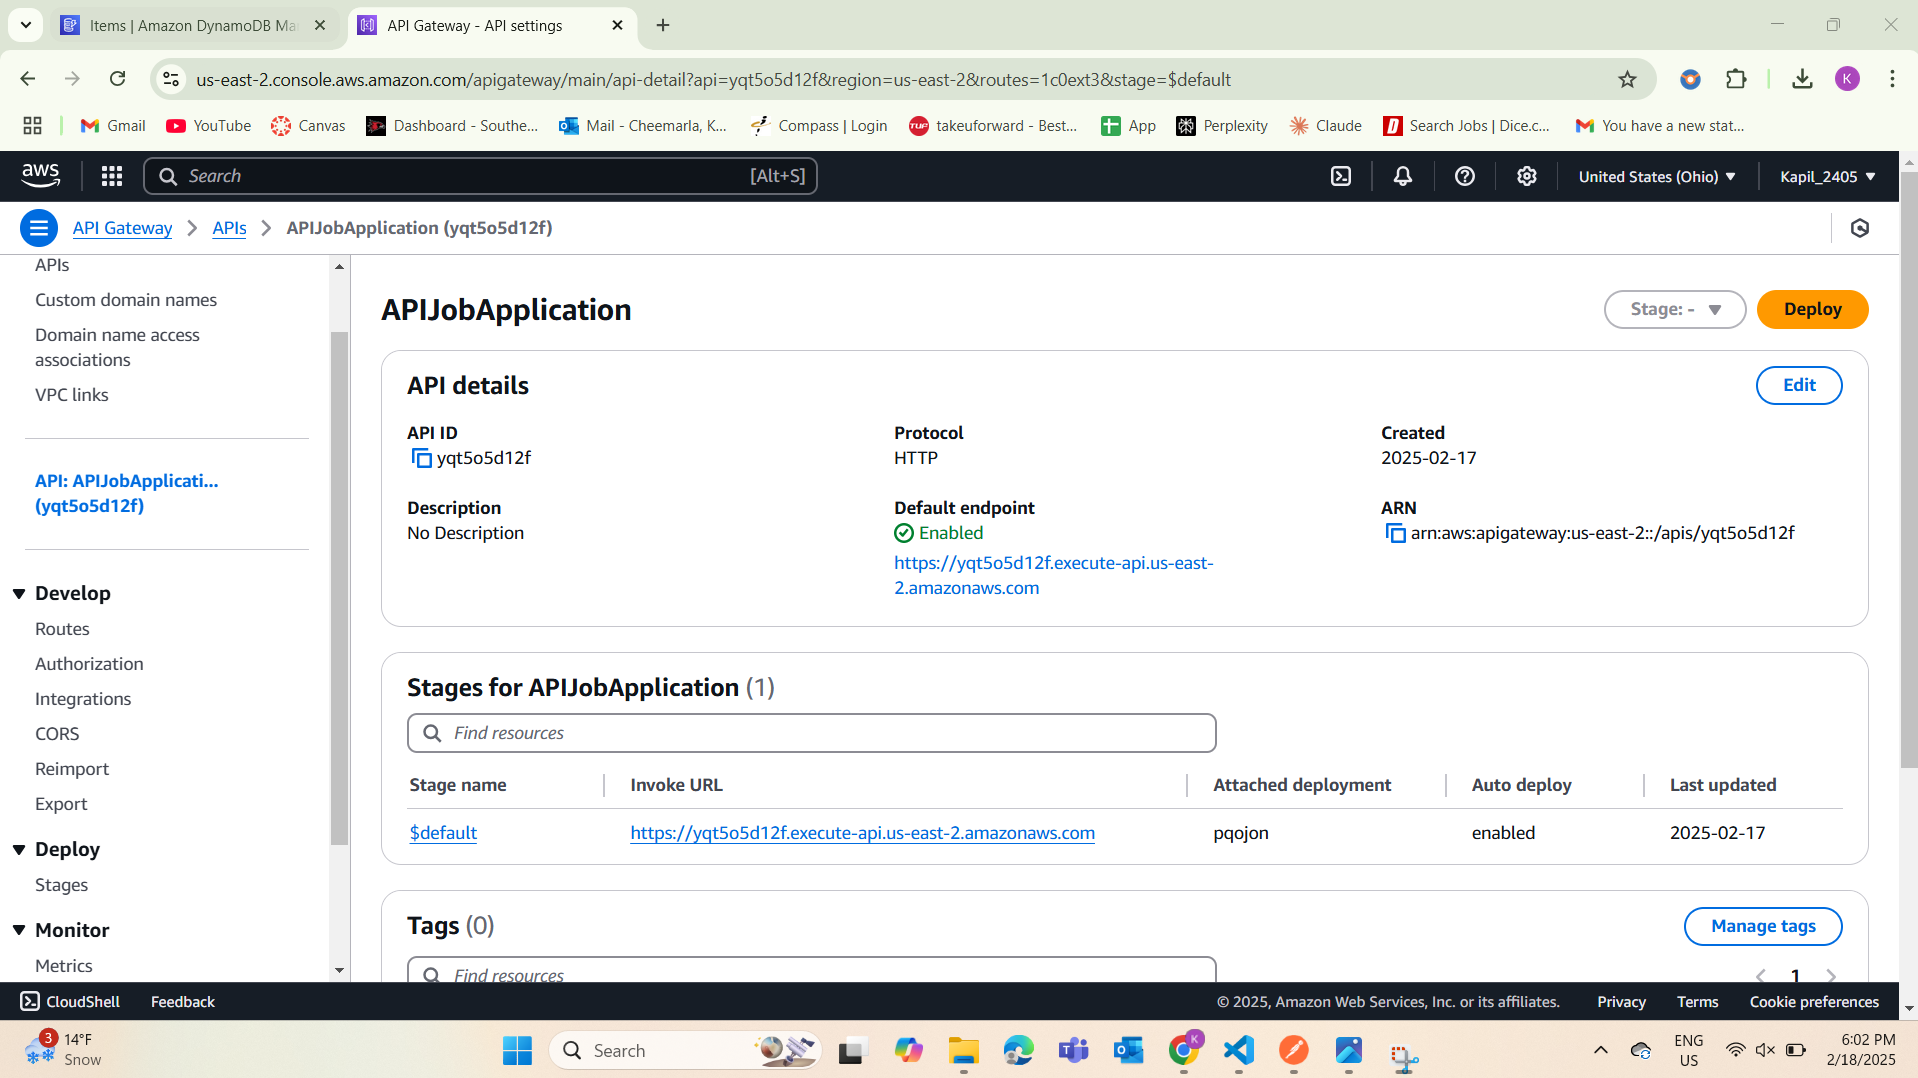 Items | Amazon DynamoDB Ma
API Gateway - API settings
us-east-2.console.aws.amazon.com/apigateway/main/api-detail?api=yqt5o5d12f&region=us-east-2&routes=1c0ext3&stage=$default
K
Gmail
YouTube
Canvas
Dashboard - Southe...
Mail - Cheemarla, K...
Compass | Login
TUF
takeuforward - Best...
App
Perplexity
Claude
D
Search Jobs | Dice.c...
You have a new stat...
aws
Search
[Alt+S]
United States (Ohio)
Kapil_2405
API Gateway
APIs
APIJobApplication (yqt5o5d12f)
APIs
Custom domain names
Domain name access
associations
VPC links
API: APIJobApplicati...
(yqt5o5d12f)
Develop
Routes
Authorization
Integrations
CORS
Reimport
Export
Deploy
Stages
Monitor
Metrics
APIJobApplication
Stage: -
Deploy
API details
Edit
API ID
yqt5o5d12f
Protocol
HTTP
Created
2025-02-17
Description
No Description
Default endpoint
Enabled
https://yqt5o5d12f.execute-api.us-east-
2.amazonaws.com
ARN
arn:aws:apigateway:us-east-2::/apis/yqt5o5d12f
Stages for APIJobApplication (1)
Find resources
Stage name
Invoke URL
Attached deployment
Auto deploy
Last updated
$default
https://yqt5o5d12f.execute-api.us-east-2.amazonaws.com
pqojon
enabled
2025-02-17
Tags (0)
Manage tags
Find resources
1
CloudShell
Feedback
© 2025, Amazon Web Services, Inc. or its affiliates.
Privacy
Terms
Cookie preferences
3
14°F
Snow
Search
K
ENG
US
6:02 PM
2/18/2025